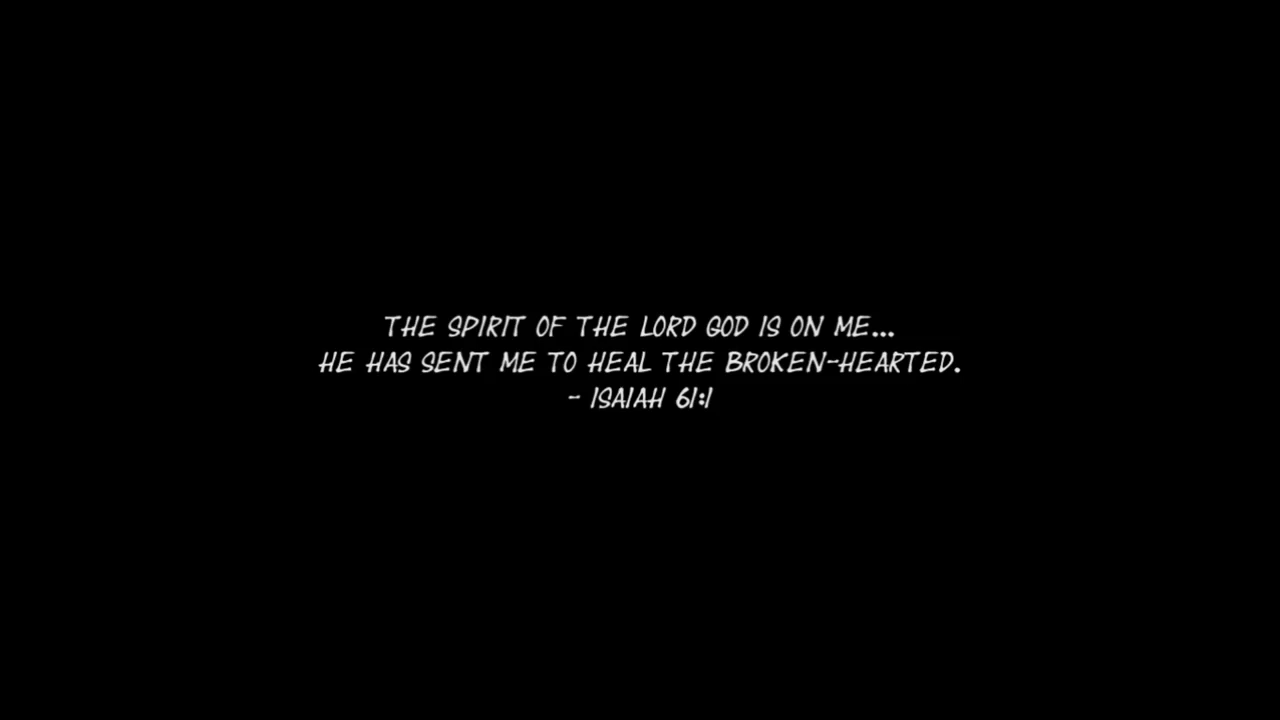 THE SPIRIT OF THE LORD GOD IS ON ME...
HE HAS SENT ME TO HEAL THE BROKEN-HEARTED.
- ISAIAH 61:1